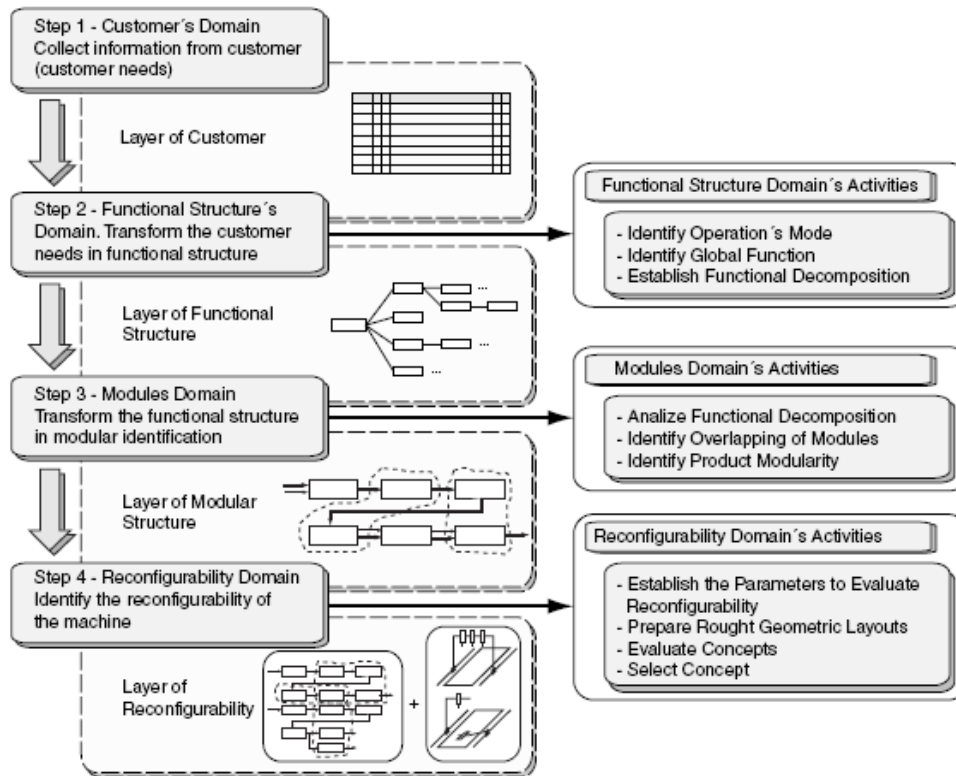 Step 1 - Customer´s Domain
Collect information from customer
(customer needs)
Layer of Customer
Step 2 - Functional Structure´s
Domain. Transform the customer
needs in functional structure
Functional Structure Domain´s Activities
- Identify Operation´s Mode
- Identify Global Function
- Establish Functional Decomposition
Layer of Functional
Structure
...
...
...
...
Step 3 - Modules Domain
Transform the functional structure
in modular identification
Modules Domain´s Activities
- Analize Functional Decomposition
- Identify Overlapping of Modules
- Identify Product Modularity
Layer of Modular
Structure
Step 4 - Reconfigurability Domain
Identify the reconfigurability of
the machine
Reconfigurability Domain´s Activities
- Establish the Parameters to Evaluate
Reconfigurability
- Prepare Rought Geometric Layouts
- Evaluate Concepts
- Select Concept
Layer of
Reconfigurability
+